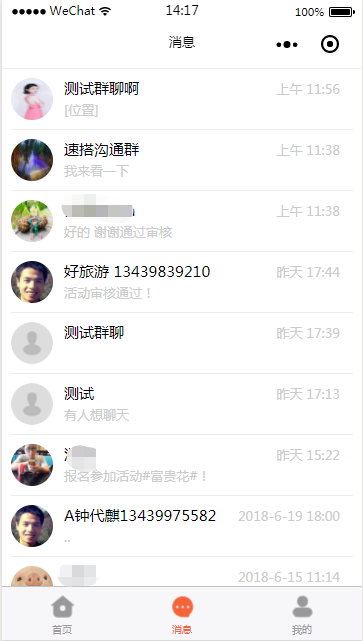 ●●●●● WeChat 14:17 100%
消息
测试群聊啊 上午 11:56
[位置]
速搭沟通群 上午 11:38
我来看一下
上午 11:38
好的 谢谢通过审核
好旅游 13439839210 昨天 17:44
活动审核通过！
测试群聊 昨天 17:39
测试 昨天 17:13
有人想聊天
昨天 15:22
报名参加活动#富贵花#！
A钟代麒13439975582 2018-6-19 18:00
..
2018-6-15 11:14
首页 消息 我的